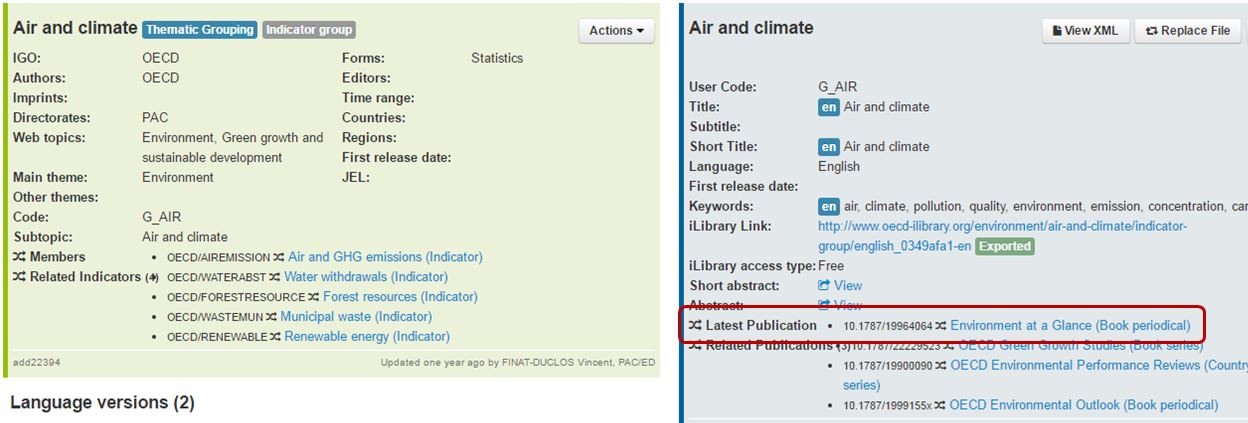 Air and climate Thematic Grouping Indicator group
Actions
IGO: OECD Forms: Statistics
Authors: OECD Editors:
Imprints: Time range:
Directorates: PAC Countries:
Web topics: Environment, Green growth and Regions:
sustainable development First release date:
Main theme: Environment JEL:
Other themes:
Code: G_AIR
Subtopic: Air and climate
Members • OECD/AIREMISSION Air and GHG emissions (Indicator)
Related Indicators (4) OECD/WATERABST Water withdrawals (Indicator)
• OECD/FORESTRESOURCE Forest resources (Indicator)
• OECD/WASTEMUN Municipal waste (Indicator)
• OECD/RENEWABLE Renewable energy (Indicator)
add22394 Updated one year ago by FINAT-DUCLOS Vincent, PAC/ED
Language versions (2)
Air and climate
View XML Replace File
User Code: G_AIR
Title: en Air and climate
Subtitle:
Short Title: en Air and climate
Language: English
First release date:
Keywords: en air, climate, pollution, quality, environment, emission, concentration, car
iLibrary Link: http://www.oecd-ilibrary.org/environment/air-and-climate/indicator-
group/english_0349afa1-en Exported
iLibrary access type: Free
Short abstract: View
Abstract: View
Latest Publication • 10.1787/19964064 Environment at a Glance (Book periodical)
Related Publications (3) 10.1787/22229523 OECD Green Growth Studies (Book series)
• 10.1787/19900090 OECD Environmental Performance Reviews (Country
series)
• 10.1787/1999155x OECD Environmental Outlook (Book periodical)